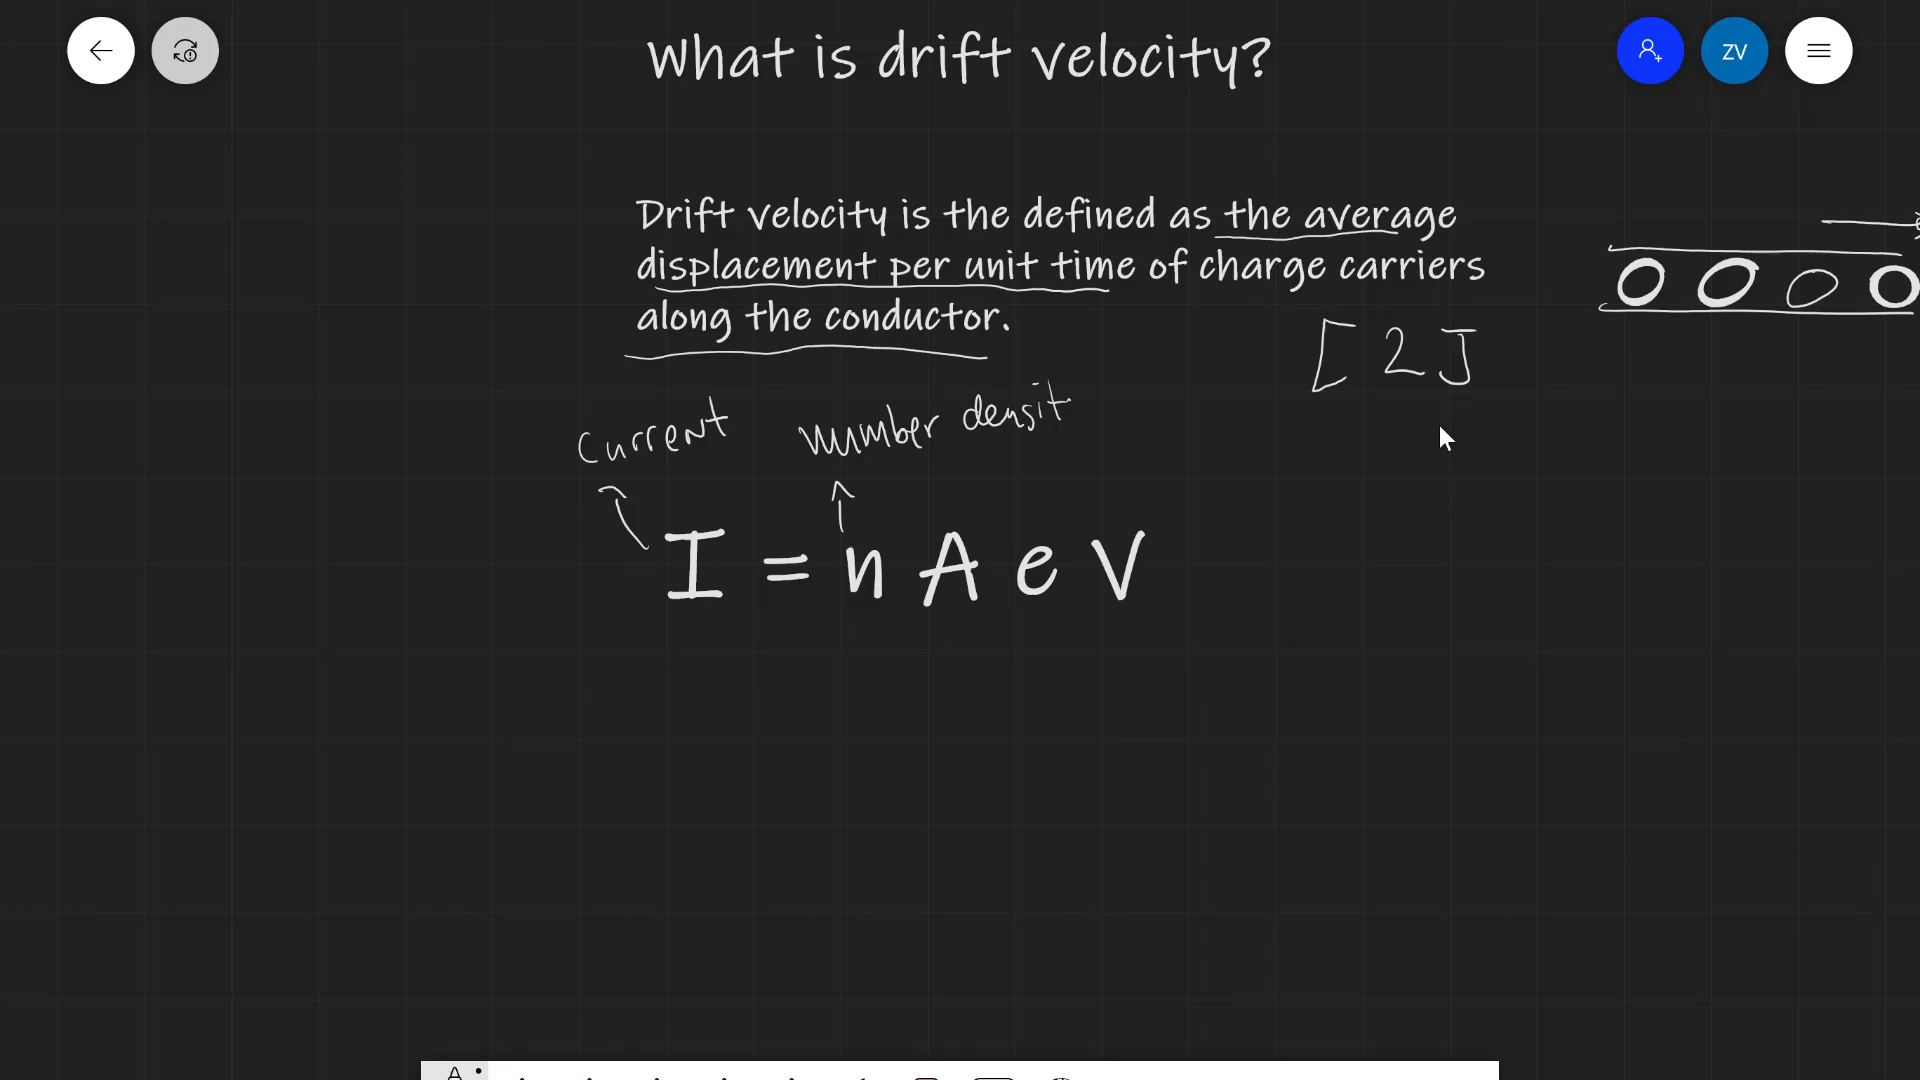 What is drift velocity?
ZV
Drift velocity is the defined as the average
displacement per unit time of charge carriers
along the conductor.
[2]
Current number densit
I = n A e V